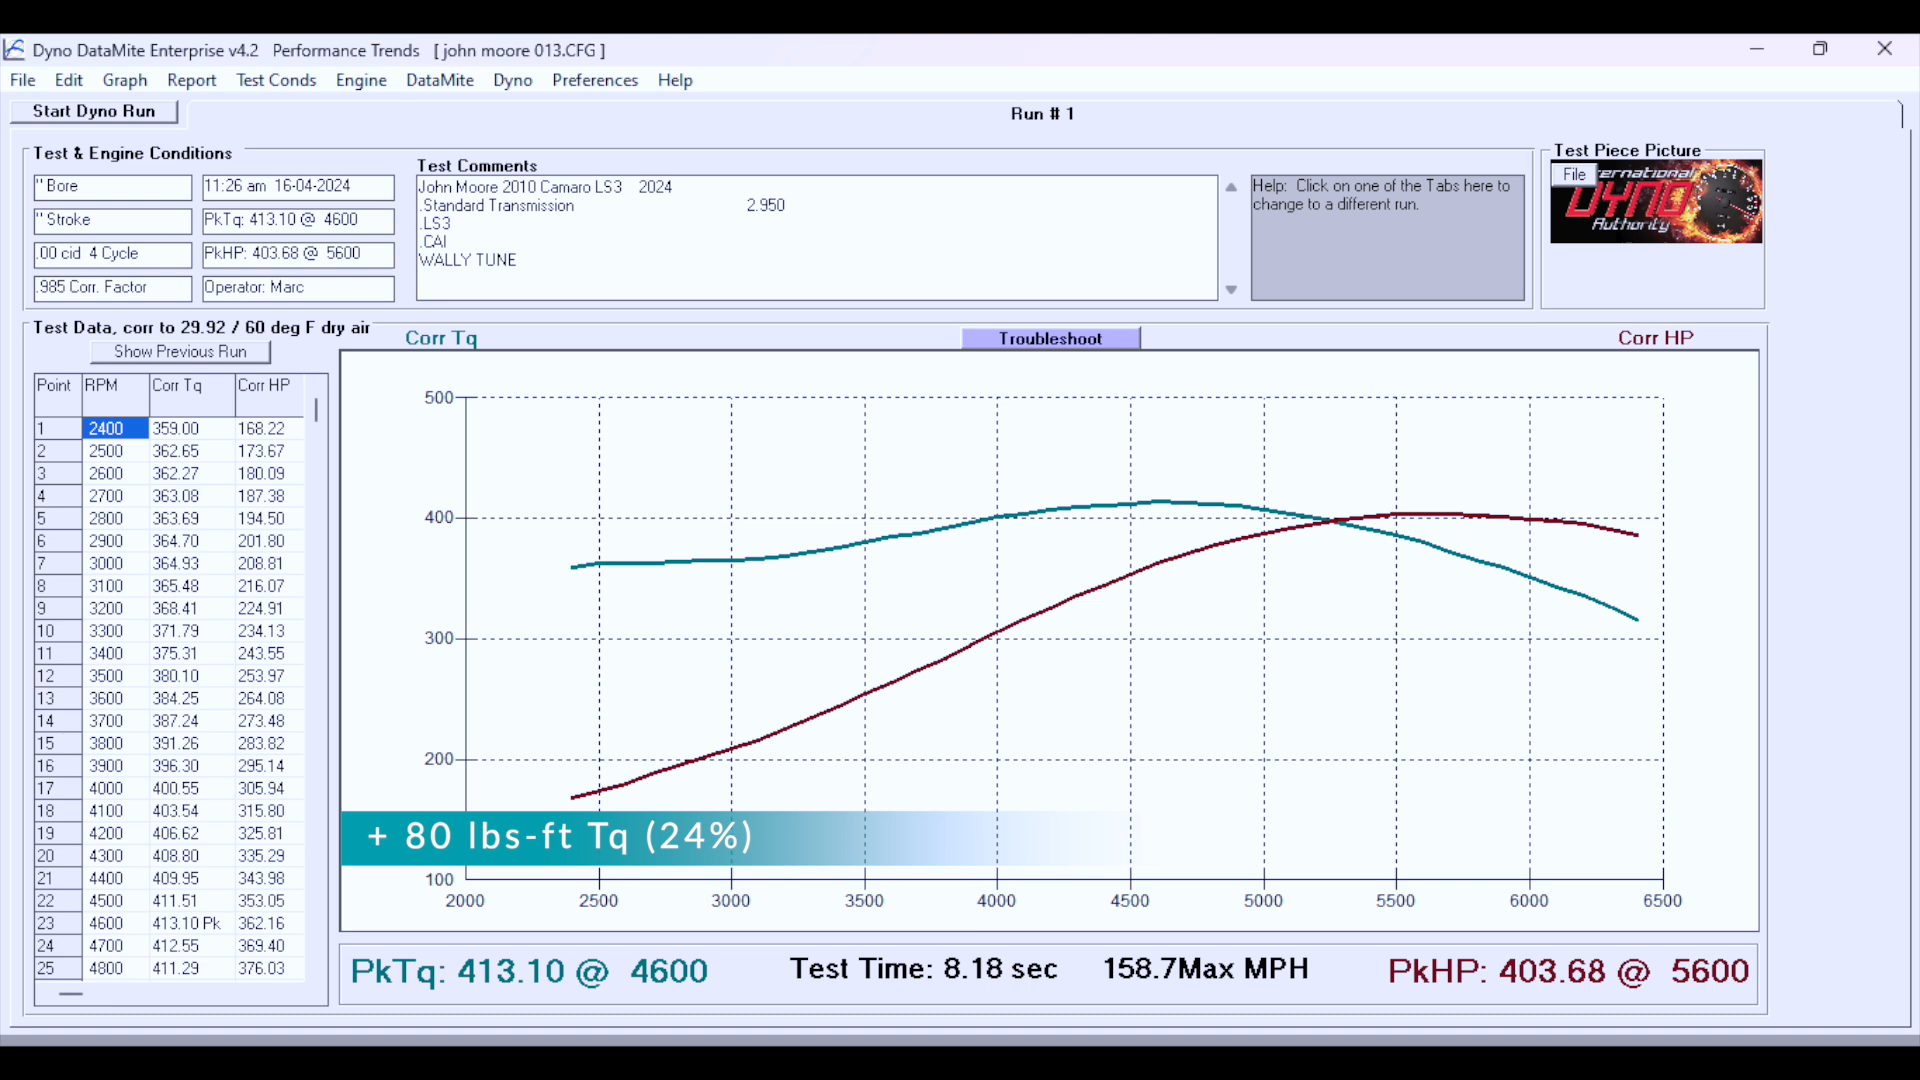 Dyno DataMite Enterprise v4.2 Performance Trends [ john moore 013.CFG ]
File Edit Graph Report Test Conds Engine DataMite Dyno Preferences Help
Start Dyno Run
Run # 1
Test & Engine Conditions
" Bore
11:26 am 16-04-2024
" Stroke
PkTq: 413.10 @ 4600
.00 cid 4 Cycle
PkHP: 403.68 @ 5600
.985 Corr. Factor
Operator: Marc
Test Comments
John Moore 2010 Camaro LS3 2024
.Standard Transmission 2.950
.LS3
.CAI
WALLY TUNE
Help: Click on one of the Tabs here to
change to a different run.
Test Piece Picture
File
ernational
DYNO
Authority
Test Data, corr to 29.92 / 60 deg F dry air
Show Previous Run
Corr Tq
Troubleshoot
Corr HP
Point RPM Corr Tq Corr HP
1 2400 359.00 168.22
2 2500 362.65 173.67
3 2600 362.27 180.09
4 2700 363.08 187.38
5 2800 363.69 194.50
6 2900 364.70 201.80
7 3000 364.93 208.81
8 3100 365.48 216.07
9 3200 368.41 224.91
10 3300 371.79 234.13
11 3400 375.31 243.55
12 3500 380.10 253.97
13 3600 384.25 264.08
14 3700 387.24 273.48
15 3800 391.26 283.82
16 3900 396.30 295.14
17 4000 400.55 305.94
18 4100 403.54 315.80
19 4200 406.62 325.81
20 4300 408.80 335.29
21 4400 409.95 343.98
22 4500 411.51 353.05
23 4600 413.10 Pk 362.16
24 4700 412.55 369.40
25 4800 411.29 376.03
500
400
300
200
100
+ 80 lbs-ft Tq (24%)
2000 2500 3000 3500 4000 4500 5000 5500 6000 6500
PkTq: 413.10 @ 4600
Test Time: 8.18 sec 158.7Max MPH
PkHP: 403.68 @ 5600